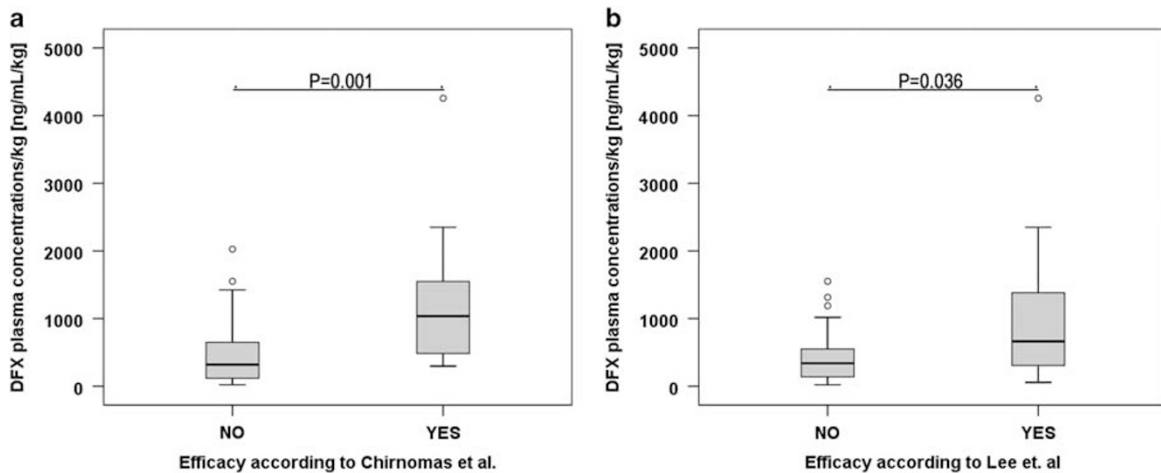 a
DFX plasma concentrations/kg [ng/mL/kg]
5000
4000
3000
2000
1000
0
P=0.001
NO
YES
Efficacy according to Chirnomas et al.
b
DFX plasma concentrations/kg [ng/mL/kg]
5000
4000
3000
2000
1000
0
P=0.036
NO
YES
Efficacy according to Lee et. al